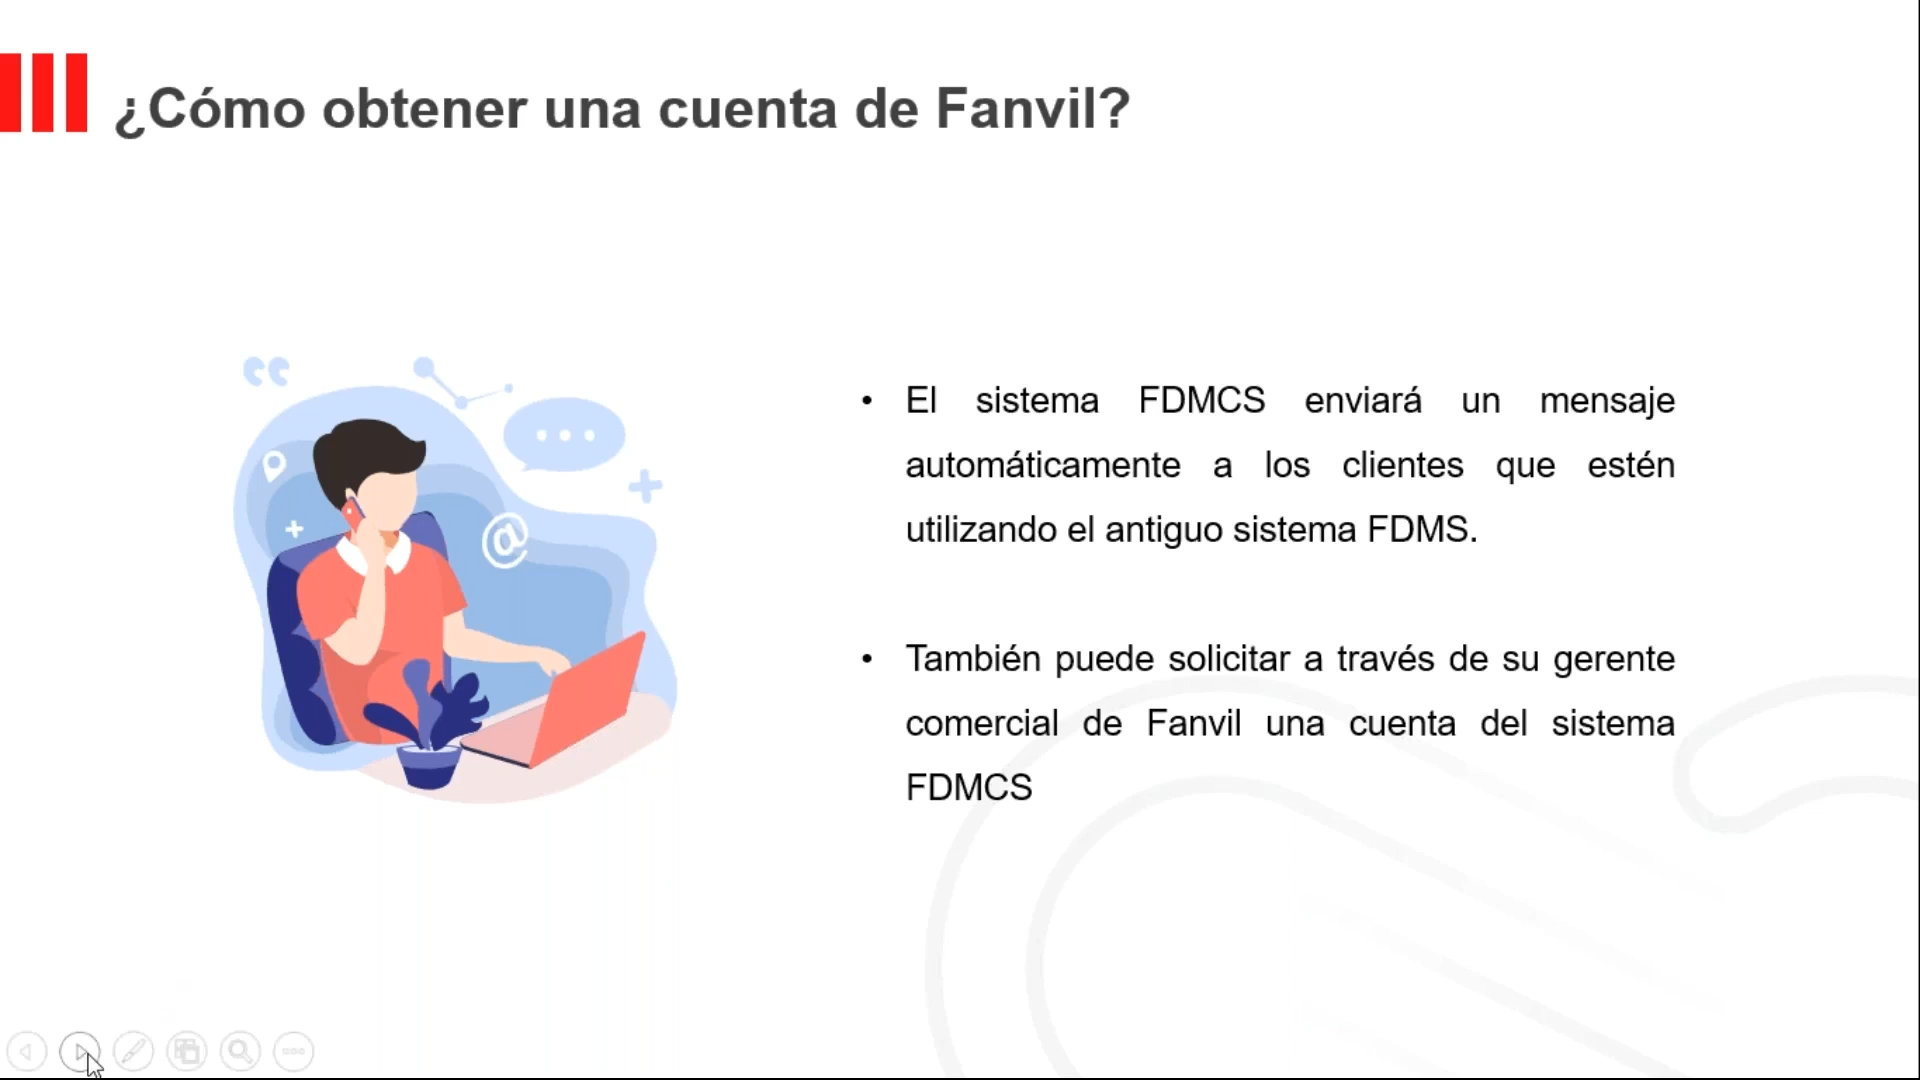 ¿Cómo obtener una cuenta de Fanvil?
• El sistema FDMCS enviará un mensaje
automáticamente a los clientes que estén
utilizando el antiguo sistema FDMS.
• También puede solicitar a través de su gerente
comercial de Fanvil una cuenta del sistema
FDMCS
@